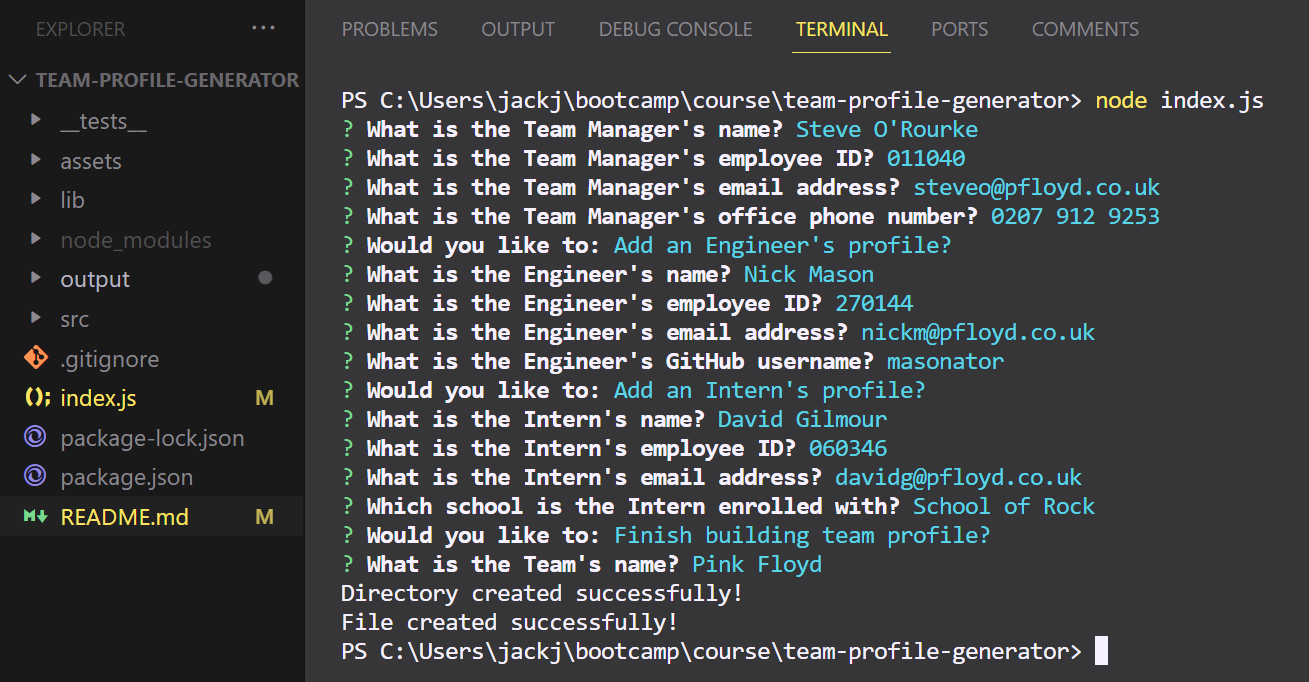 EXPLORER ···
TEAM-PROFILE-GENERATOR
__tests__
assets
lib
node_modules
output
src
.gitignore
index.js M
package-lock.json
package.json
README.md M
PROBLEMS OUTPUT DEBUG CONSOLE TERMINAL PORTS COMMENTS
PS C:\Users\jackj\bootcamp\course\team-profile-generator> node index.js
? What is the Team Manager's name? Steve O'Rourke
? What is the Team Manager's employee ID? 011040
? What is the Team Manager's email address? steveo@pfloyd.co.uk
? What is the Team Manager's office phone number? 0207 912 9253
? Would you like to: Add an Engineer's profile?
? What is the Engineer's name? Nick Mason
? What is the Engineer's employee ID? 270144
? What is the Engineer's email address? nickm@pfloyd.co.uk
? What is the Engineer's GitHub username? masonator
? Would you like to: Add an Intern's profile?
? What is the Intern's name? David Gilmour
? What is the Intern's employee ID? 060346
? What is the Intern's email address? davidg@pfloyd.co.uk
? Which school is the Intern enrolled with? School of Rock
? Would you like to: Finish building team profile?
? What is the Team's name? Pink Floyd
Directory created successfully!
File created successfully!
PS C:\Users\jackj\bootcamp\course\team-profile-generator>